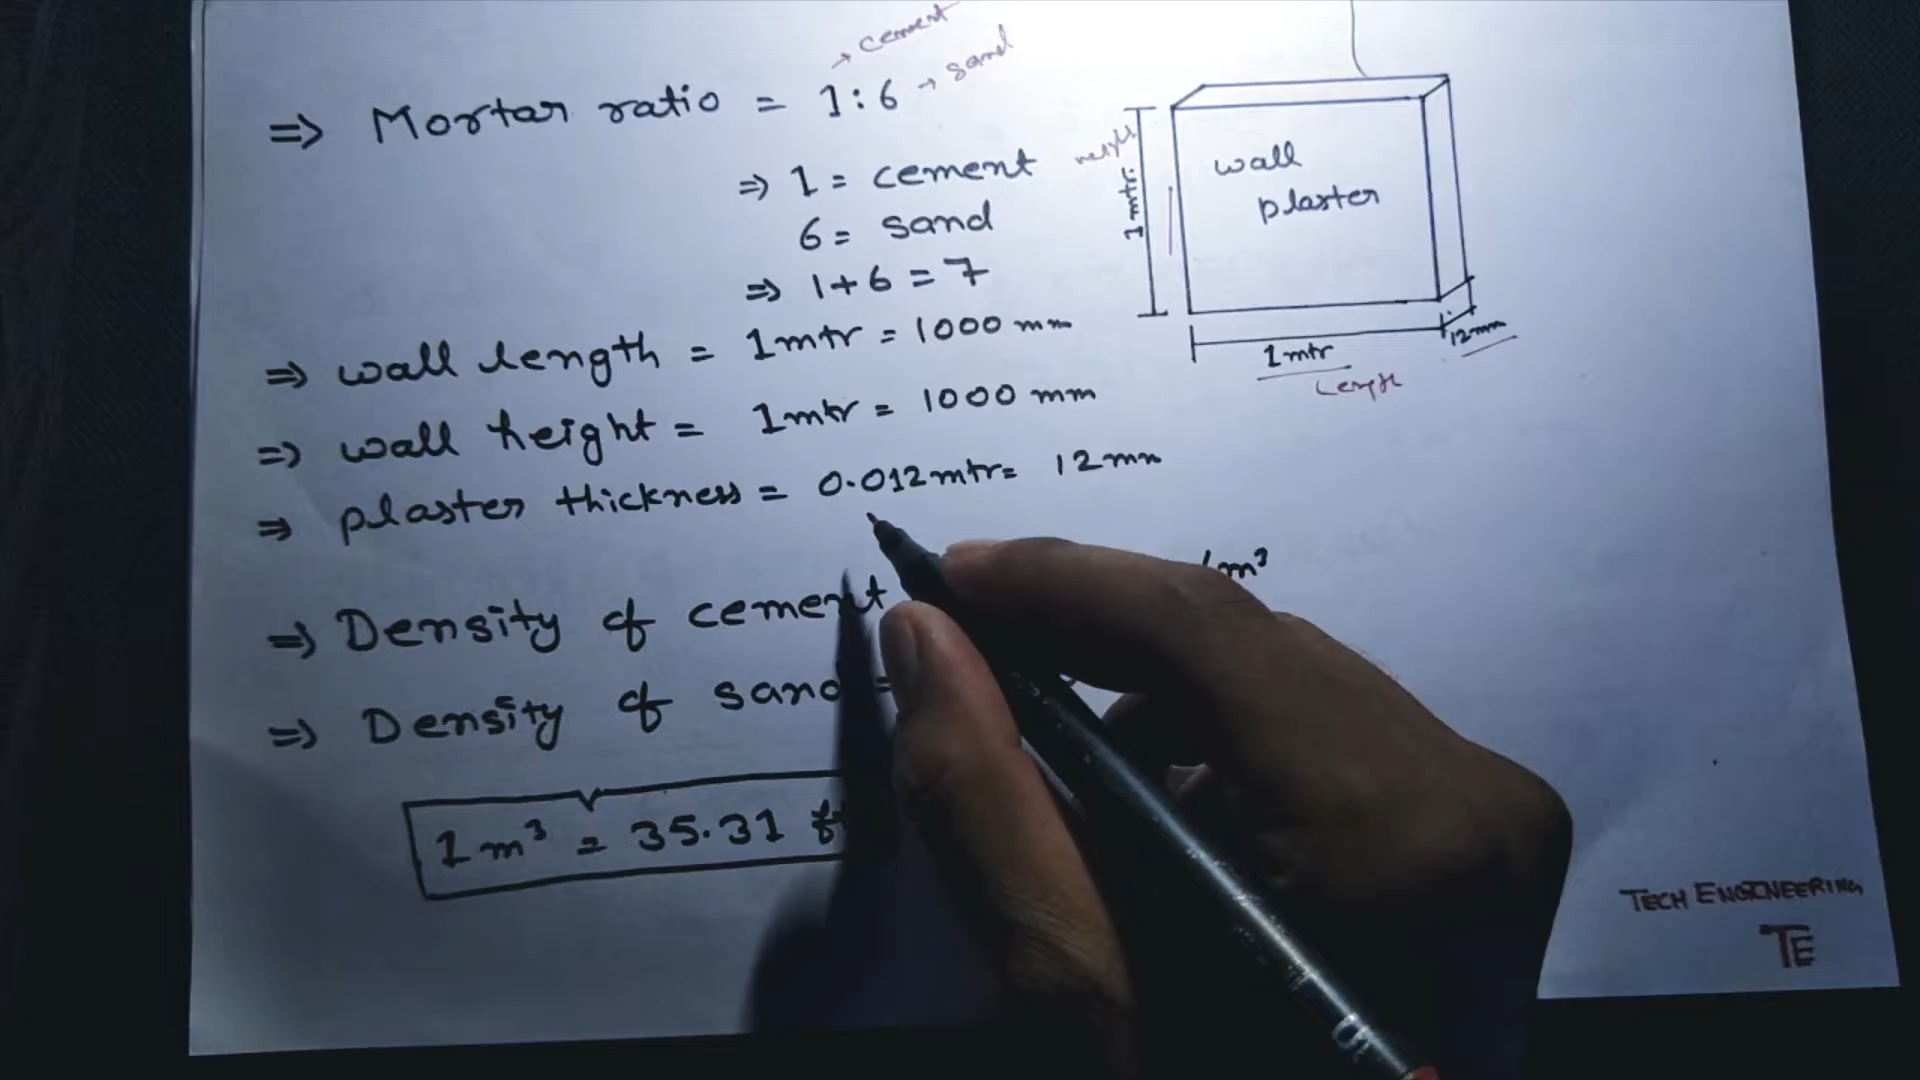 → cement
⇒ Mortar ratio = 1:6 → sand
⇒ 1 = cement
6 = sand
⇒ 1+6 = 7
⇒ wall length = 1mtr = 1000 mm
⇒ wall height = 1mtr = 1000 mm
⇒ plaster thickness = 0.012mtr = 12mm
⇒ Density of cement /m³
⇒ Density of sand =
1m³ = 35.31
wall
plaster
1mtr.
1mtr
Length
12mm
TECH ENGINEERING
TE